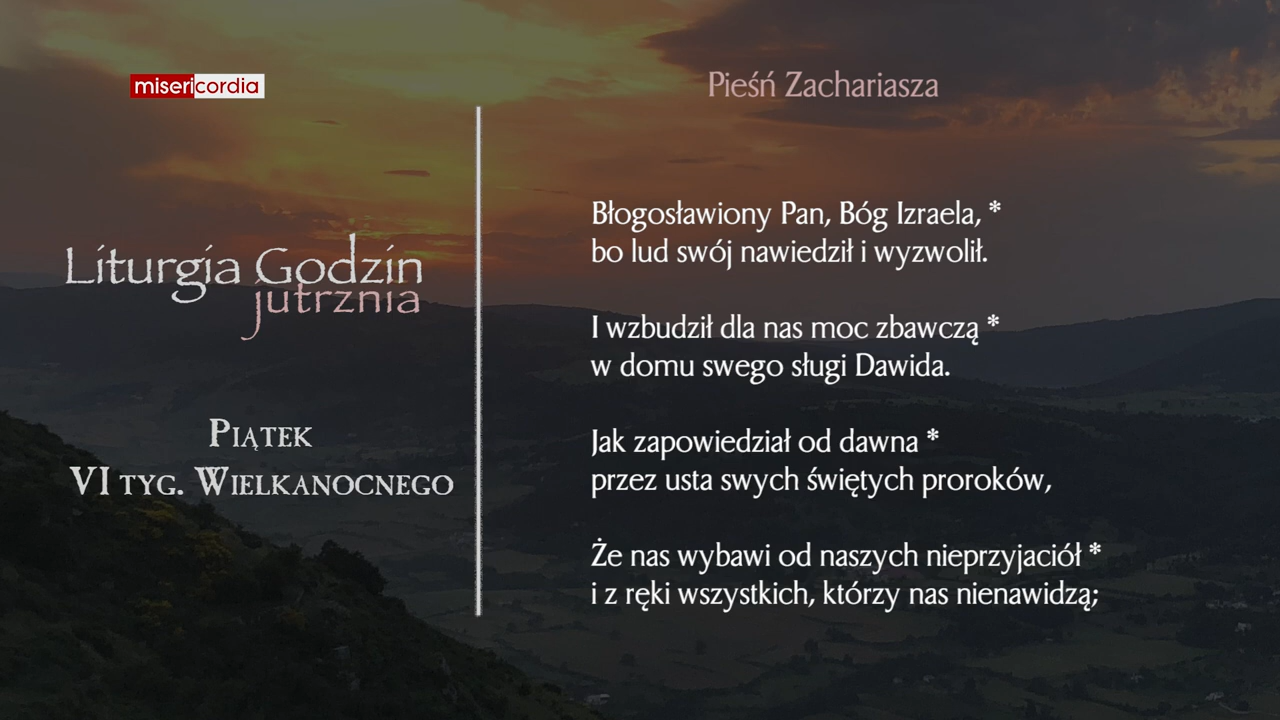 misericordia
Liturgia Godzin
jutrznia
Piątek
VI tyg. Wielkanocnego
Pieśń Zachariasza
Błogosławiony Pan, Bóg Izraela, *
bo lud swój nawiedził i wyzwolił.
I wzbudził dla nas moc zbawczą *
w domu swego sługi Dawida.
Jak zapowiedział od dawna *
przez usta swych świętych proroków,
Że nas wybawi od naszych nieprzyjaciół *
i z ręki wszystkich, którzy nas nienawidzą;